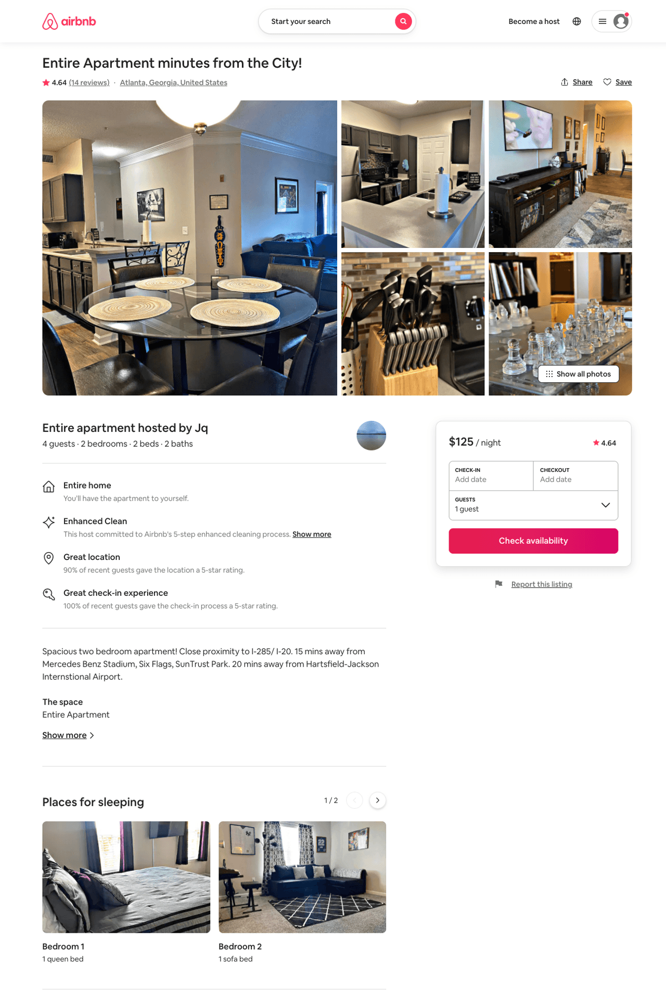 airbnb
Start your search
Become a host
Entire Apartment minutes from the City!
4.64 (14 reviews) · Atlanta, Georgia, United States
Share
Save
Show all photos
Entire apartment hosted by Jq
4 guests · 2 bedrooms · 2 beds · 2 baths
$125 / night
4.64
CHECK-IN
Add date
CHECKOUT
Add date
GUESTS
1 guest
Check availability
Report this listing
Entire home
You'll have the apartment to yourself.
Enhanced Clean
This host committed to Airbnb's 5-step enhanced cleaning process. Show more
Great location
90% of recent guests gave the location a 5-star rating.
Great check-in experience
100% of recent guests gave the check-in process a 5-star rating.
Spacious two bedroom apartment! Close proximity to I-285/ I-20. 15 mins away from
Mercedes Benz Stadium, Six Flags, SunTrust Park. 20 mins away from Hartsfield-Jackson
Internstional Airport.
The space
Entire Apartment
Show more
Places for sleeping
1 / 2
22
Bedroom 1
1 queen bed
Bedroom 2
1 sofa bed